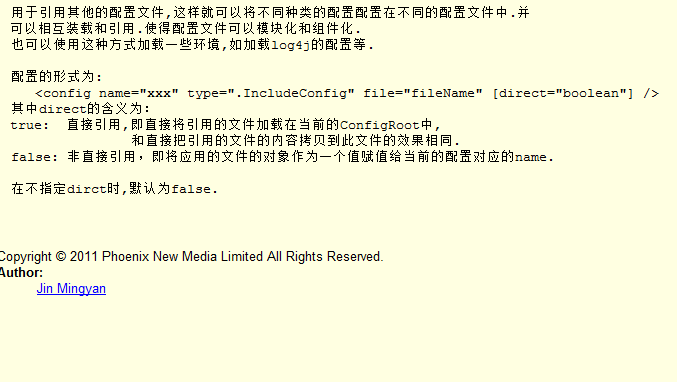 用于引用其他的配置文件,这样就可以将不同种类的配置配置在不同的配置文件中.并
可以相互装载和引用.使得配置文件可以模块化和组件化.
也可以使用这种方式加载一些环境,如加载log4j的配置等.
配置的形式为:
<config name="xxx" type=".IncludeConfig" file="fileName" [direct="boolean"] />
其中direct的含义为:
true: 直接引用,即直接将引用的文件加载在当前的ConfigRoot中,
和直接把引用的文件的内容拷贝到此文件的效果相同.
false: 非直接引用，即将应用的文件的对象作为一个值赋值给当前的配置对应的name.
在不指定dirct时,默认为false.
Copyright © 2011 Phoenix New Media Limited All Rights Reserved.
Author:
Jin Mingyan